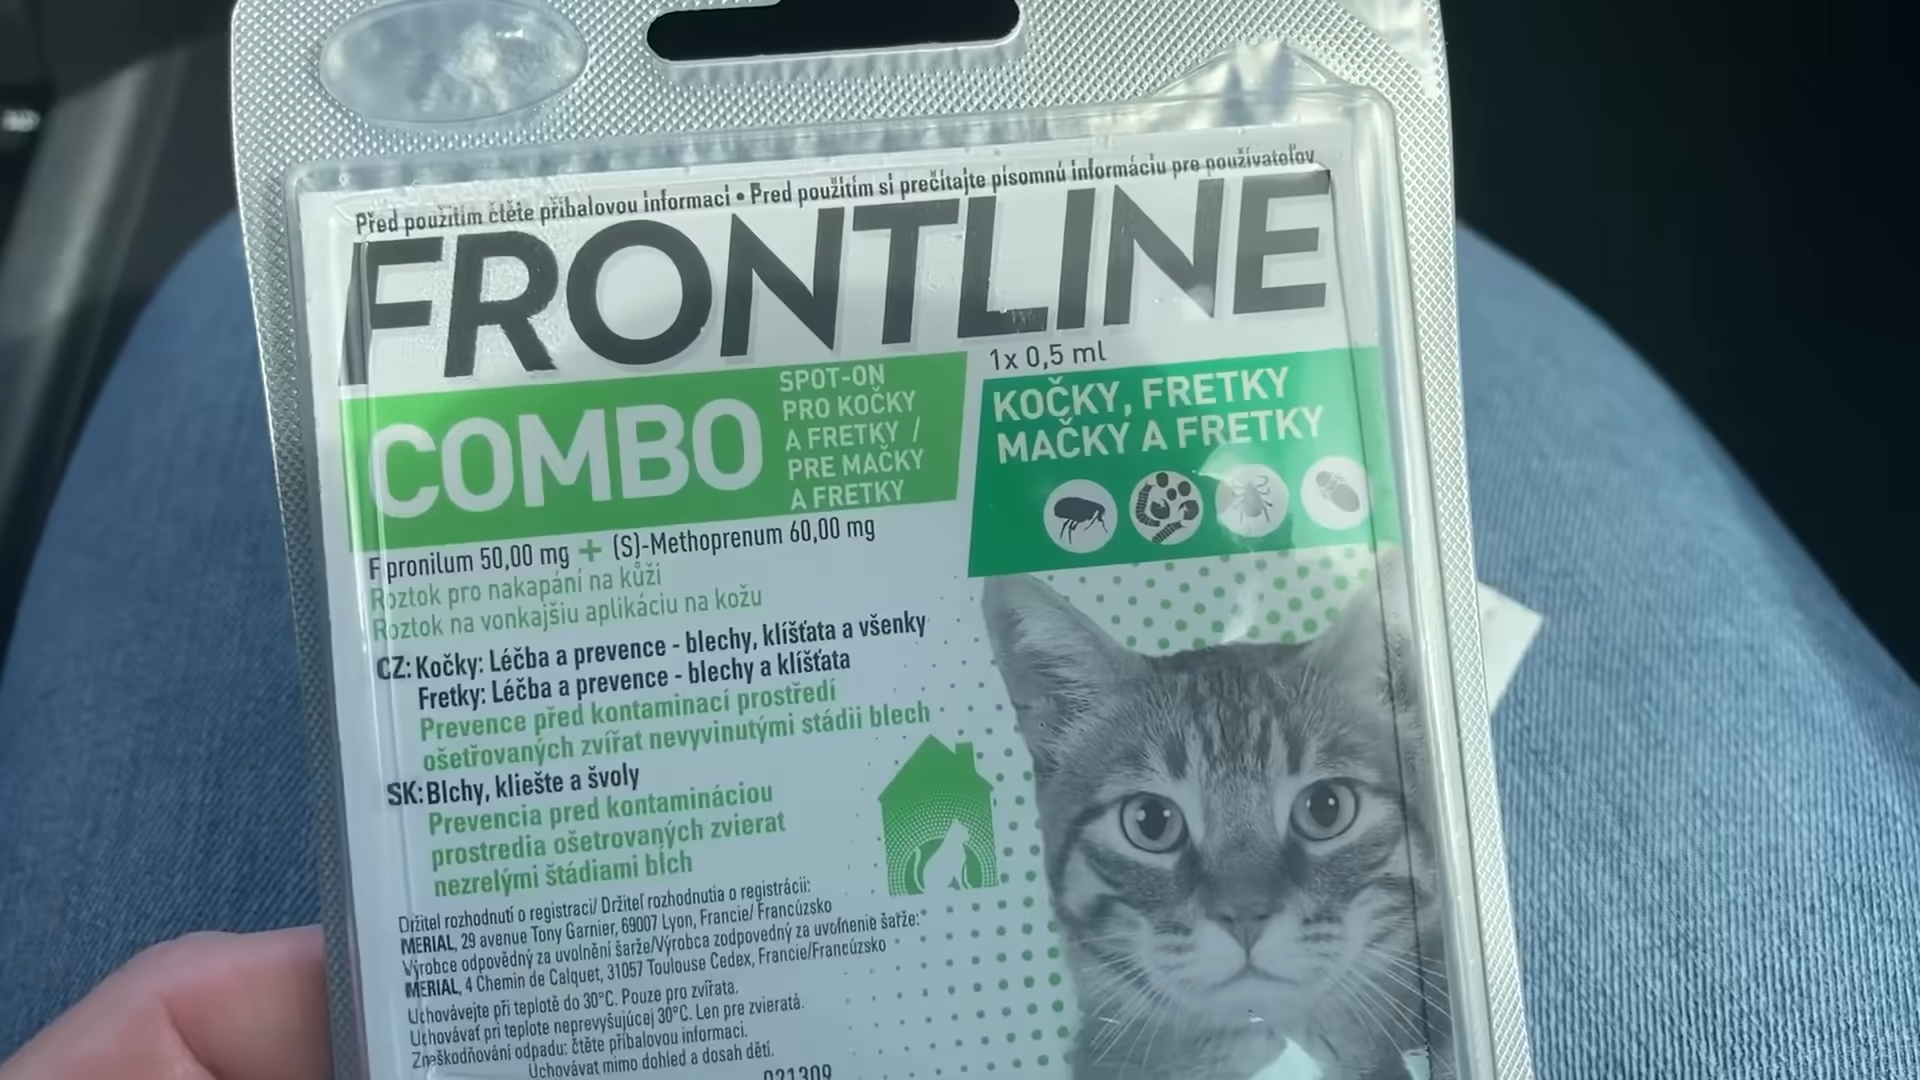 Před použitím čtěte příbalovou informaci • Pred použitím si prečítajte písomnú informáciu pre používateľov
FRONTLINE
1x 0,5 ml
COMBO
SPOT-ON
PRO KOČKY
A FRETKY /
PRE MAČKY
A FRETKY
KOČKY, FRETKY
MAČKY A FRETKY
Fipronilum 50,00 mg + (S)-Methoprenum 60,00 mg
Roztok pro nakapání na kůži
Roztok na vonkajšiu aplikáciu na kožu
CZ: Kočky: Léčba a prevence - blechy, klíšťata a všenky
Fretky: Léčba a prevence - blechy a klíšťata
Prevence před kontaminací prostředí
ošetřovaných zvířat nevyvinutými stádii blech
SK: Blchy, kliešte a švoly
Prevencia pred kontamináciou
prostredia ošetrovaných zvierat
nezrelými štádiami bĺch
Držitel rozhodnutí o registraci/ Držiteľ rozhodnutia o registrácii:
MERIAL, 29 avenue Tony Garnier, 69007 Lyon, Francie/ Francúzsko
Výrobce odpovědný za uvolnění šarže/Výrobca zodpovedný za uvoľnenie šarže:
MERIAL, 4 Chemin de Calquet, 31057 Toulouse Cedex, Francie/Francúzsko
Uchovávejte při teplotě do 30°C. Pouze pro zvířata.
Uchovávať pri teplote neprevyšujúcej 30°C. Len pre zvieratá.
Zneškodňování odpadu: čtěte příbalovou informaci.
Uchovávat mimo dohled a dosah dětí.
021309